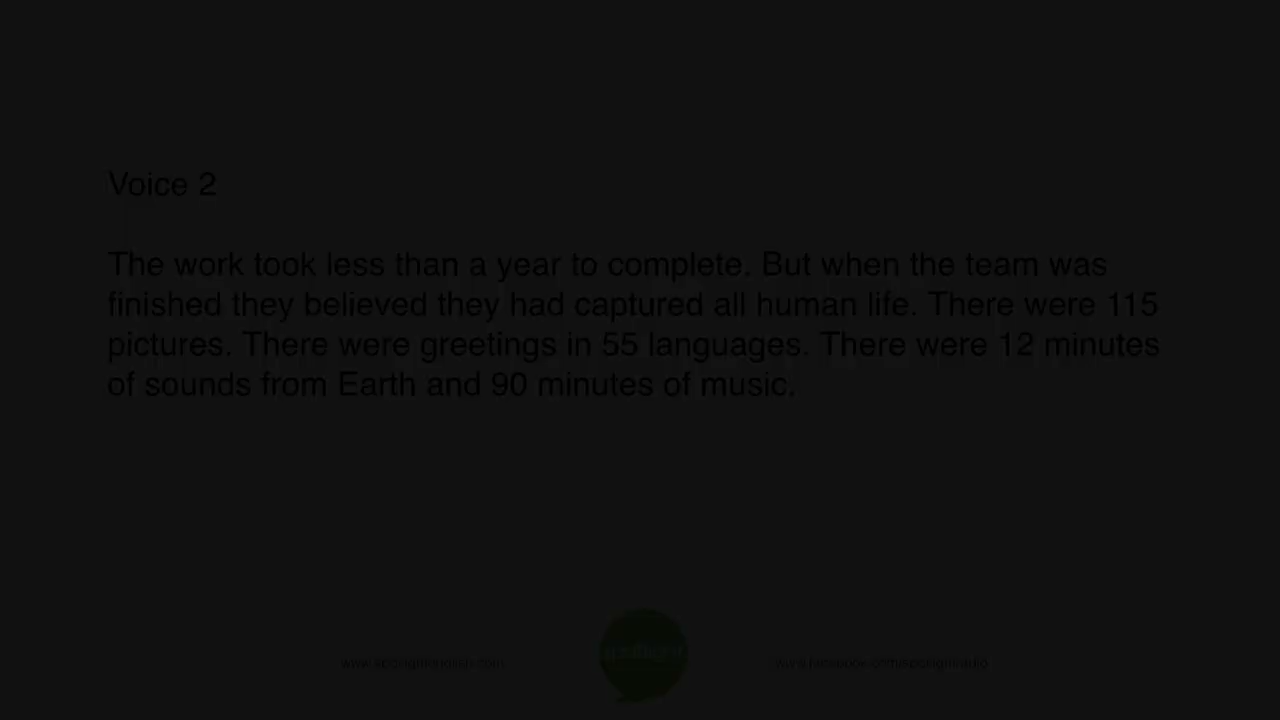 Voice 2
The work took less than a year to complete. But when the team was
finished they believed they had captured all human life. There were 115
pictures. There were greetings in 55 languages. There were 12 minutes
of sounds from Earth and 90 minutes of music.